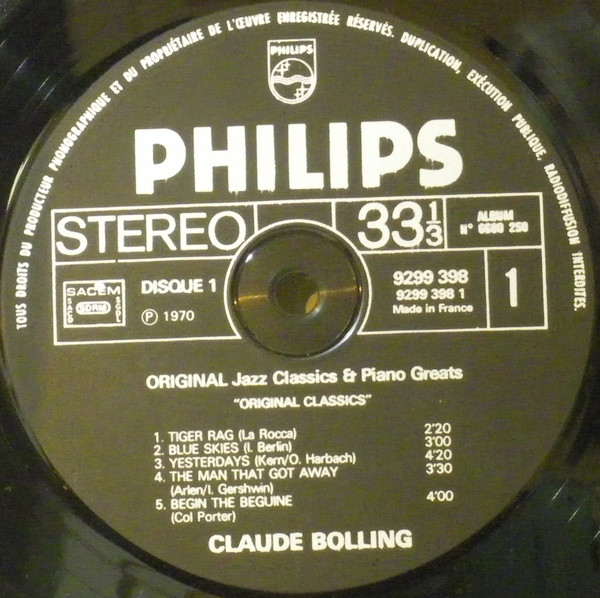 TOUS DROITS DU PRODUCTEUR PHONOGRAPHIQUE ET DU PROPRIÉTAIRE DE L'ŒUVRE ENREGISTRÉE RÉSERVÉS. DUPLICATION, EXÉCUTION PUBLIQUE, RADIODIFFUSION INTERDITES.
PHILIPS
PHILIPS
STEREO
33 1/3
ALBUM
N° 6680 250
SACEM
SACD
SDRM
SGDL
DISQUE 1
℗ 1970
9299 398
9299 398 1
Made in France
1
ORIGINAL Jazz Classics & Piano Greats
"ORIGINAL CLASSICS"
1. TIGER RAG (La Rocca) 2'20
2. BLUE SKIES (I. Berlin) 3'00
3. YESTERDAYS (Kern/O. Harbach) 4'20
4. THE MAN THAT GOT AWAY 3'30
(Arlen/I. Gershwin)
5. BEGIN THE BEGUINE 4'00
(Col Porter)
CLAUDE BOLLING